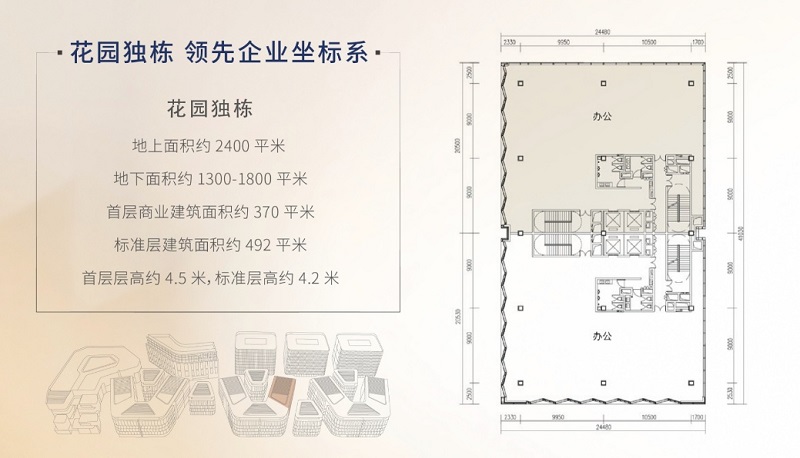 花园独栋 领先企业坐标系
花园独栋
地上面积约 2400 平米
地下面积约 1300-1800 平米
首层商业建筑面积约 370 平米
标准层建筑面积约 492 平米
首层层高约 4.5 米, 标准层高约 4.2 米
24480
2330 9950 10500 1700
2500
9000
9000
20500
办公
2500
9000
9000
9000
9000
20530
办公
9000
9000
2500
2530
2330 9950 10500 1700
24480